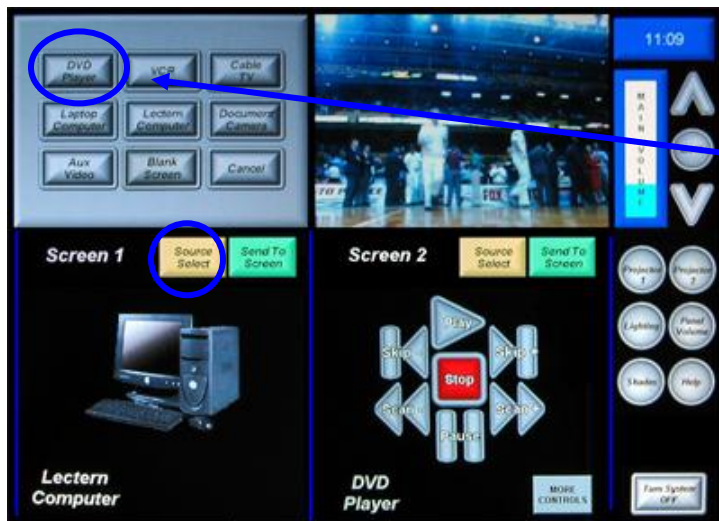 DVD
Player
VCR
Cable
TV
Laptop
Computer
Lectern
Computer
Document
Camera
Aux
Video
Blank
Screen
Cancel
FOX
11:09
MAIN VOLUME
Screen 1
Source
Select
Send To
Screen
Screen 2
Source
Select
Send To
Screen
Projector
1
Projector
2
Lighting
Panel
Volume
Shades
Help
Play
Skip -
Skip +
Stop
Scan -
Scan +
Pause
Lectern
Computer
DVD
Player
MORE
CONTROLS
Turn System
OFF